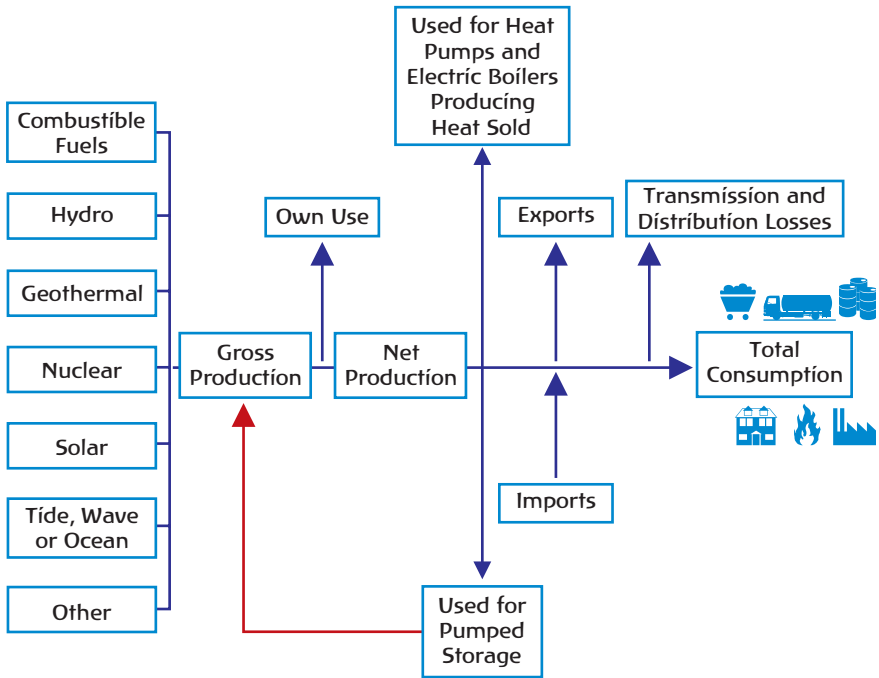 Used for Heat
Pumps and
Electric Boilers
Producing
Heat Sold
Combustible
Fuels
Hydro
Own Use
Exports
Transmission and
Distribution Losses
Geothermal
Nuclear
Gross
Production
Net
Production
Total
Consumption
Solar
Imports
Tide, Wave
or Ocean
Other
Used for
Pumped
Storage